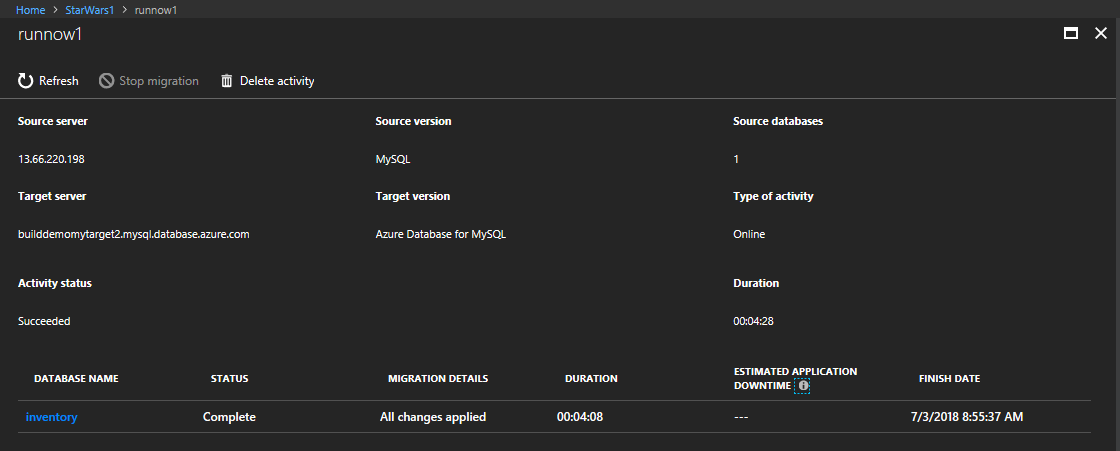 Home > StarWars1 > runnow1
runnow1
Refresh Stop migration Delete activity
Source server Source version Source databases
13.66.220.198 MySQL 1
Target server Target version Type of activity
builddemomytarget2.mysql.database.azure.com Azure Database for MySQL Online
Activity status Duration
Succeeded 00:04:28
DATABASE NAME STATUS MIGRATION DETAILS DURATION ESTIMATED APPLICATION DOWNTIME FINISH DATE
inventory Complete All changes applied 00:04:08 --- 7/3/2018 8:55:37 AM